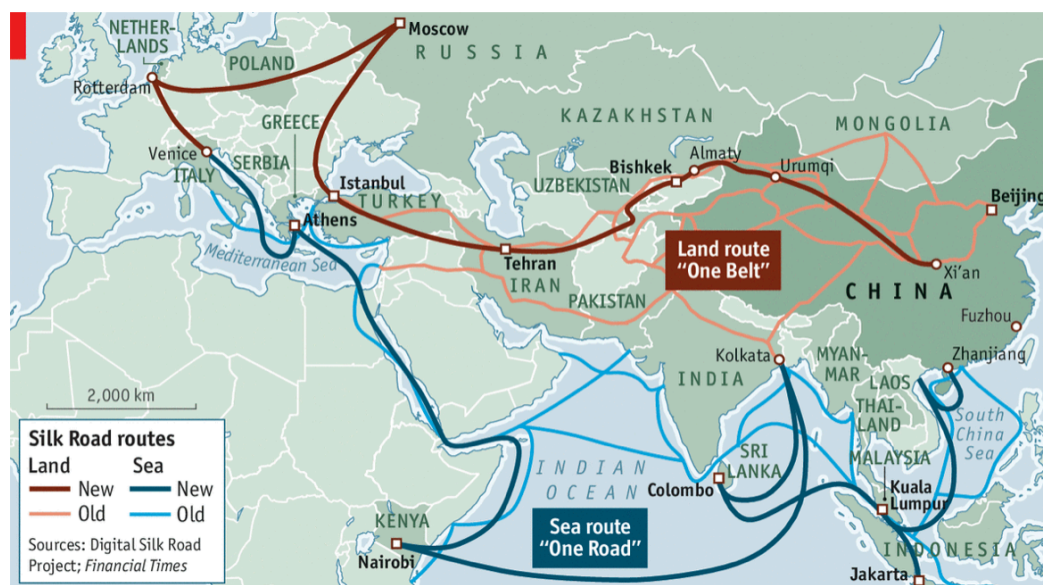 NETHER-
LANDS
Moscow
RUSSIA
POLAND
Rotterdam
KAZAKHSTAN
GREECE
MONGOLIA
Venice
ITALY
SERBIA
Bishkek
Almaty
Urumqi
Istanbul
TURKEY
UZBEKISTAN
Beijing
Athens
Mediterranean Sea
Tehran
IRAN
Land route
"One Belt"
Xi'an
PAKISTAN
CHINA
Fuzhou
Kolkata
INDIA
MYAN-
MAR
Zhanjiang
LAOS
THAI-
LAND
South
China
Sea
2,000 km
Silk Road routes
Land
Sea
New
New
Old
Old
Sources: Digital Silk Road
Project; Financial Times
INDIAN
OCEAN
SRI
LANKA
Colombo
MALAYSIA
Kuala
Lumpur
KENYA
Nairobi
Sea route
"One Road"
INDONESIA
Jakarta